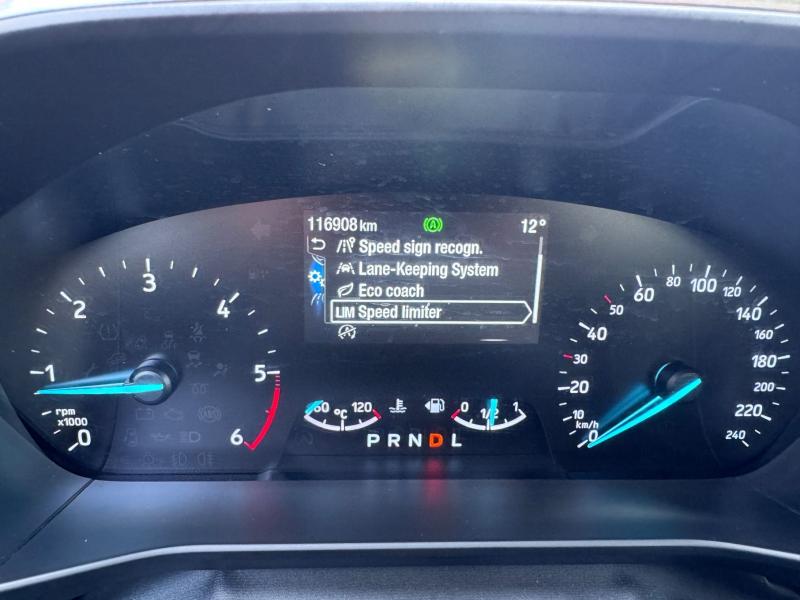 116908 km
A
12°
Speed sign recogn.
Lane-Keeping System
Eco coach
LIM Speed limiter
0
1
2
3
4
5
6
rpm
x1000
60 °C 120
0 1/2 1
P R N D L
0
10
20
30
40
50
60
80
100
120
140
160
180
200
220
240
km/h